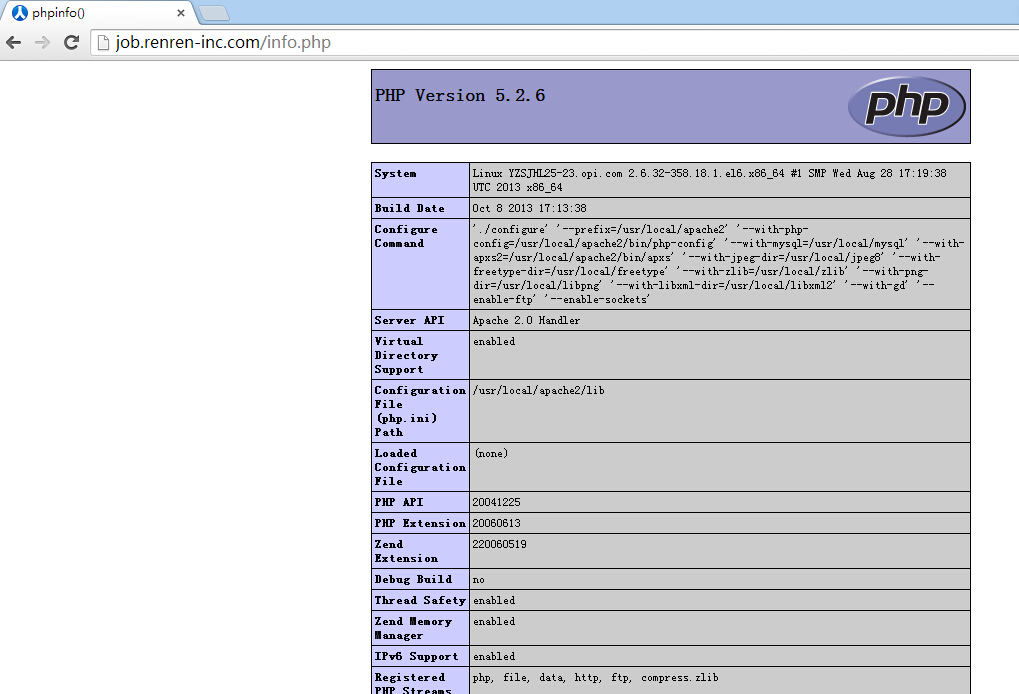 phpinfo()
job.renren-inc.com/info.php
PHP Version 5.2.6
php
System
Linux YZSJHL25-23.opi.com 2.6.32-358.18.1.el6.x86_64 #1 SMP Wed Aug 28 17:19:38
UTC 2013 x86_64
Build Date
Oct 8 2013 17:13:38
Configure
Command
'./configure' '--prefix=/usr/local/apache2' '--with-php-
config=/usr/local/apache2/bin/php-config' '--with-mysql=/usr/local/mysql' '--with-
apxs2=/usr/local/apache2/bin/apxs' '--with-jpeg-dir=/usr/local/jpeg8' '--with-
freetype-dir=/usr/local/freetype' '--with-zlib=/usr/local/zlib' '--with-png-
dir=/usr/local/libpng' '--with-libxml-dir=/usr/local/libxml2' '--with-gd' '--
enable-ftp' '--enable-sockets'
Server API
Apache 2.0 Handler
Virtual
Directory
Support
enabled
Configuration
File
(php.ini)
Path
/usr/local/apache2/lib
Loaded
Configuration
File
(none)
PHP API
20041225
PHP Extension
20060613
Zend
Extension
220060519
Debug Build
no
Thread Safety
enabled
Zend Memory
Manager
enabled
IPv6 Support
enabled
Registered
PHP Streams
php, file, data, http, ftp, compress.zlib